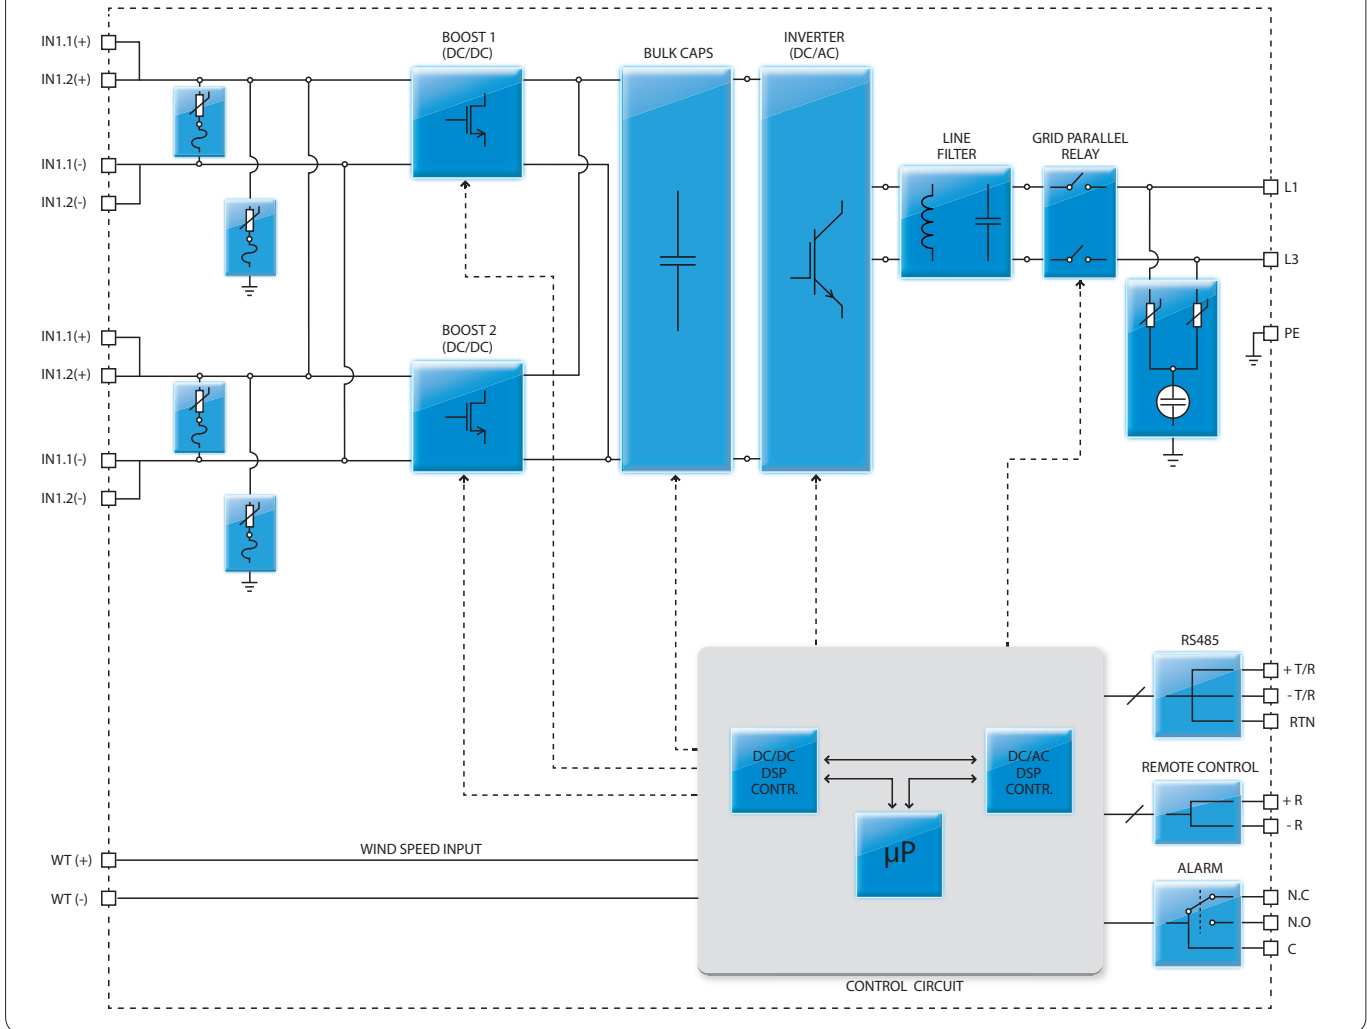 IN1.1(+)
IN1.2(+)
IN1.1(-)
IN1.2(-)
IN1.1(+)
IN1.2(+)
IN1.1(-)
IN1.2(-)
BOOST 1
(DC/DC)
BOOST 2
(DC/DC)
BULK CAPS
INVERTER
(DC/AC)
LINE
FILTER
GRID PARALLEL
RELAY
L1
L3
PE
RS485
+ T/R
- T/R
RTN
DC/DC
DSP
CONTR.
DC/AC
DSP
CONTR.
µP
REMOTE CONTROL
+ R
- R
WT (+)
WIND SPEED INPUT
WT (-)
ALARM
N.C
N.O
C
CONTROL CIRCUIT